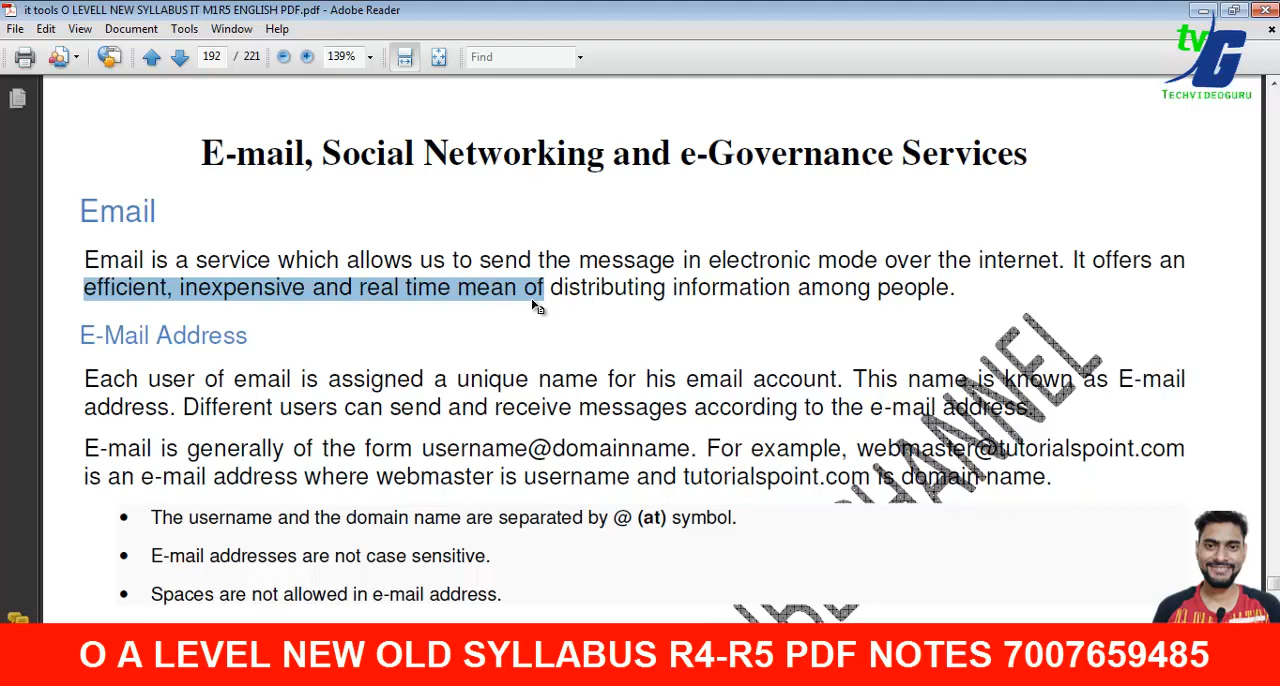 it tools O LEVELL NEW SYLLABUS IT M1R5 ENGLISH PDF.pdf - Adobe Reader
File Edit View Document Tools Window Help
192 / 221 139% Find
tv G
TECHVIDEOGURU
E-mail, Social Networking and e-Governance Services
Email
Email is a service which allows us to send the message in electronic mode over the internet. It offers an
efficient, inexpensive and real time mean of distributing information among people.
E-Mail Address
Each user of email is assigned a unique name for his email account. This name is known as E-mail
address. Different users can send and receive messages according to the e-mail address.
E-mail is generally of the form username@domainname. For example, webmaster@tutorialspoint.com
is an e-mail address where webmaster is username and tutorialspoint.com is domain name.
• The username and the domain name are separated by @ (at) symbol.
• E-mail addresses are not case sensitive.
• Spaces are not allowed in e-mail address.
O A LEVEL NEW OLD SYLLABUS R4-R5 PDF NOTES 7007659485